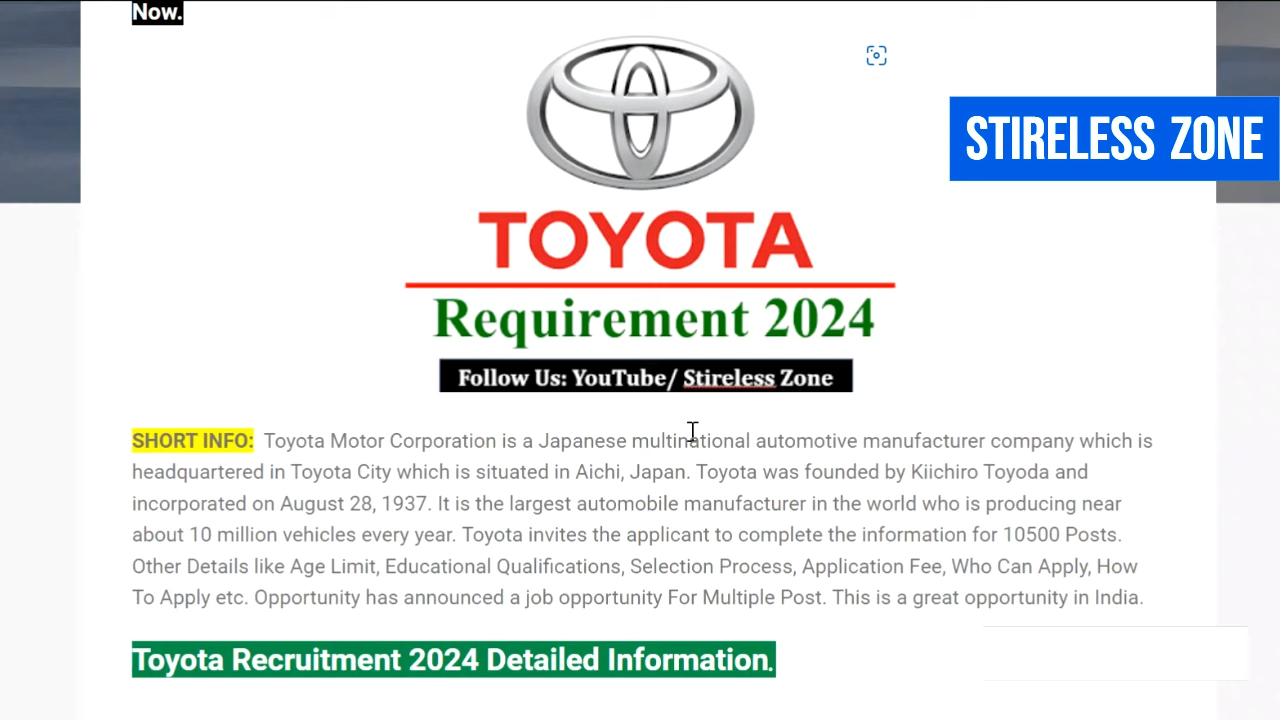 Now.
STIRELESS ZONE
TOYOTA
Requirement 2024
Follow Us: YouTube/ Stireless Zone
SHORT INFO: Toyota Motor Corporation is a Japanese multinational automotive manufacturer company which is
headquartered in Toyota City which is situated in Aichi, Japan. Toyota was founded by Kiichiro Toyoda and
incorporated on August 28, 1937. It is the largest automobile manufacturer in the world who is producing near
about 10 million vehicles every year. Toyota invites the applicant to complete the information for 10500 Posts.
Other Details like Age Limit, Educational Qualifications, Selection Process, Application Fee, Who Can Apply, How
To Apply etc. Opportunity has announced a job opportunity For Multiple Post. This is a great opportunity in India.
Toyota Recruitment 2024 Detailed Information.